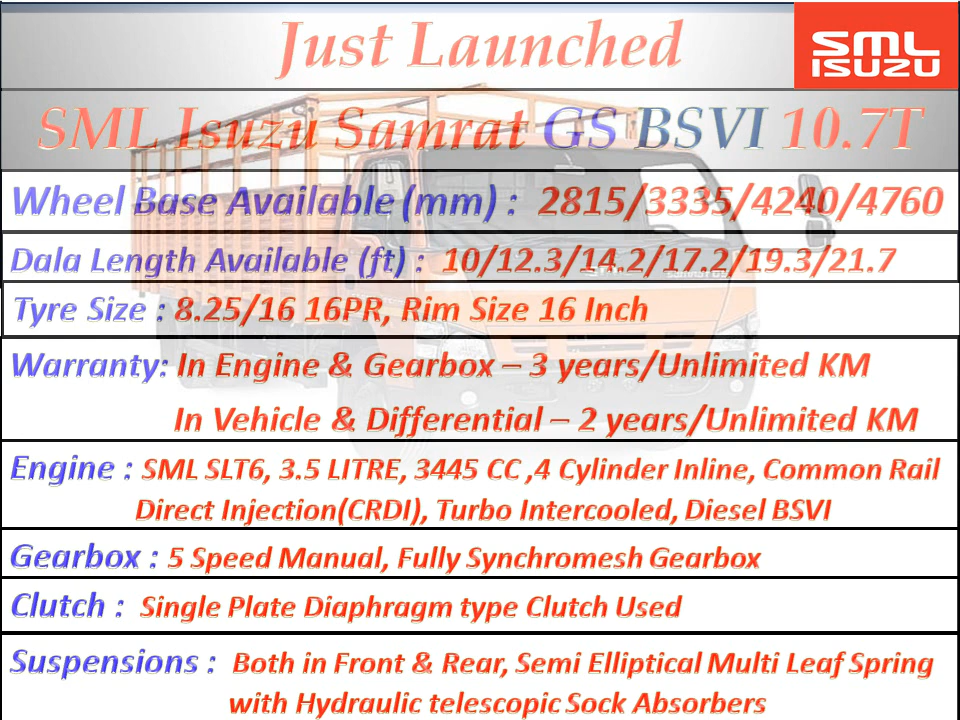 Just Launched
SML ISUZU
SML Isuzu Samrat GS BSVI 10.7T
Wheel Base Available (mm) : 2815/3335/4240/4760
Dala Length Available (ft) : 10/12.3/14.2/17.2/19.3/21.7
Tyre Size : 8.25/16 16PR, Rim Size 16 Inch
Warranty: In Engine & Gearbox – 3 years/Unlimited KM
In Vehicle & Differential – 2 years/Unlimited KM
Engine : SML SLT6, 3.5 LITRE, 3445 CC ,4 Cylinder Inline, Common Rail
Direct Injection(CRDI), Turbo Intercooled, Diesel BSVI
Gearbox : 5 Speed Manual, Fully Synchromesh Gearbox
Clutch : Single Plate Diaphragm type Clutch Used
Suspensions : Both in Front & Rear, Semi Elliptical Multi Leaf Spring
with Hydraulic telescopic Sock Absorbers